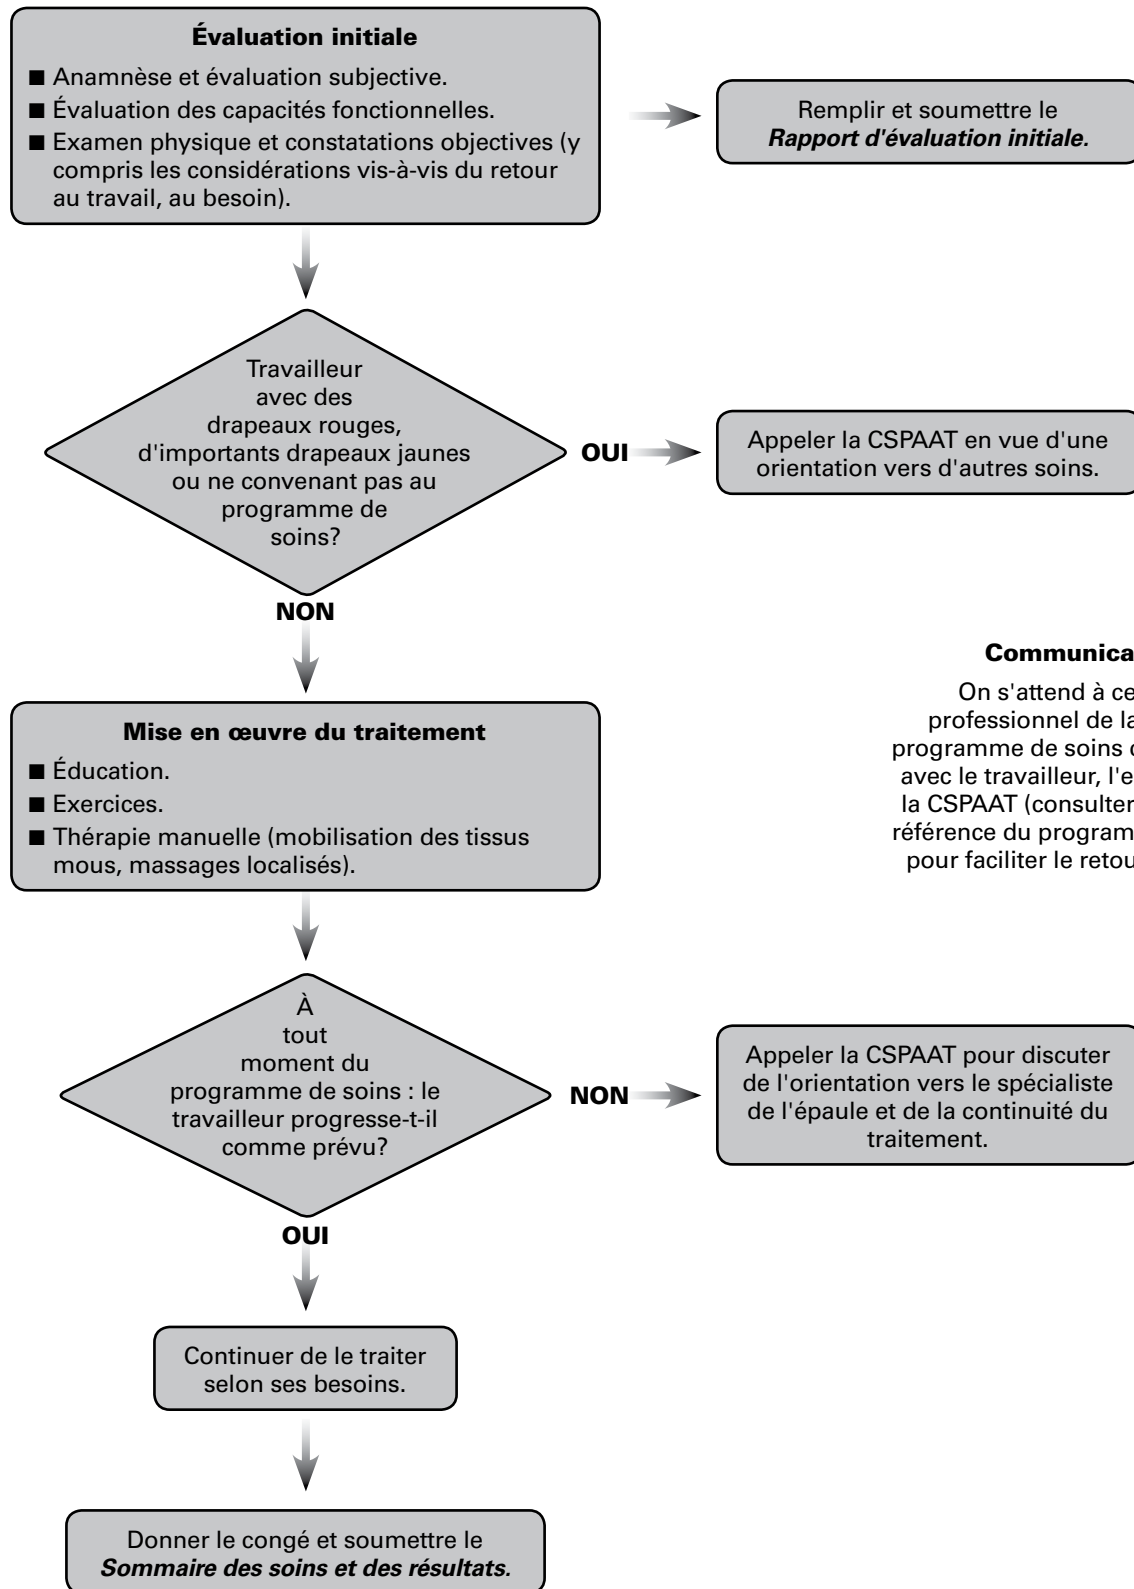 Évaluation initiale
■ Anamnèse et évaluation subjective.
■ Évaluation des capacités fonctionnelles.
■ Examen physique et constatations objectives (y
compris les considérations vis-à-vis du retour
au travail, au besoin).
Remplir et soumettre le
Rapport d'évaluation initiale.
Travailleur
avec des
drapeaux rouges,
d'importants drapeaux jaunes
ou ne convenant pas au
programme de
soins?
OUI
Appeler la CSPAAT en vue d'une
orientation vers d'autres soins.
NON
Mise en œuvre du traitement
■ Éducation.
■ Exercices.
■ Thérapie manuelle (mobilisation des tissus
mous, massages localisés).
Communica
On s'attend à ce
professionnel de la
programme de soins
avec le travailleur, l'e
la CSPAAT (consulter
référence du program
pour faciliter le retou
À
tout
moment du
programme de soins : le
travailleur progresse-t-il
comme prévu?
NON
Appeler la CSPAAT pour discuter
de l'orientation vers le spécialiste
de l'épaule et de la continuité du
traitement.
OUI
Continuer de le traiter
selon ses besoins.
Donner le congé et soumettre le
Sommaire des soins et des résultats.